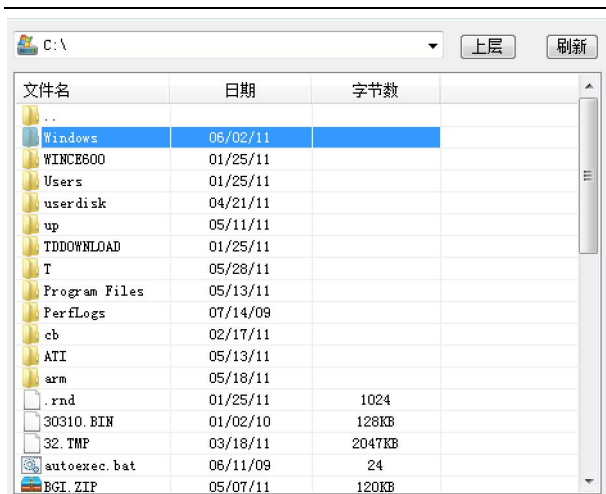 C:\ 上层 刷新
文件名 日期 字节数
..
Windows 06/02/11
WINCE600 01/25/11
Users 01/25/11
userdisk 04/21/11
up 05/11/11
TDDOWNLOAD 01/25/11
T 05/28/11
Program Files 05/13/11
PerfLogs 07/14/09
cb 02/17/11
ATI 05/13/11
arm 05/18/11
.rnd 01/25/11 1024
30310.BIN 01/02/10 128KB
32.TMP 03/18/11 2047KB
autoexec.bat 06/11/09 24
BGI.ZIP 05/07/11 120KB